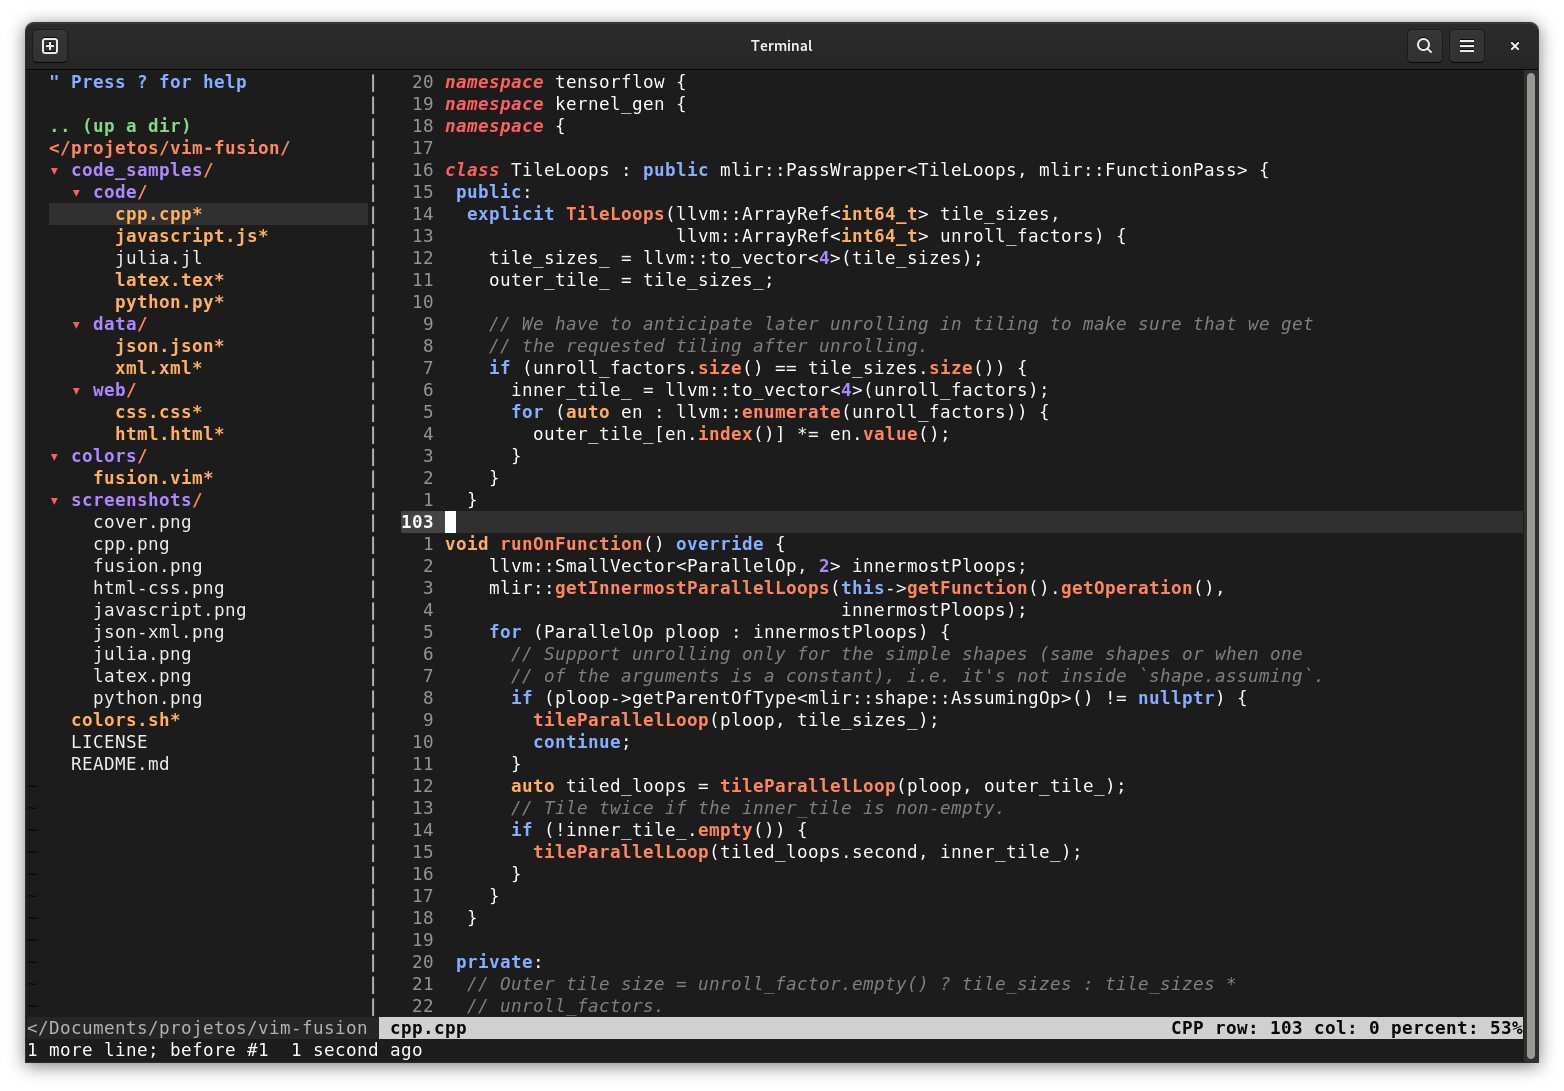 Terminal
" Press ? for help
.. (up a dir)
</projetos/vim-fusion/
▾ code_samples/
▾ code/
cpp.cpp*
javascript.js*
julia.jl
latex.tex*
python.py*
▾ data/
json.json*
xml.xml*
▾ web/
css.css*
html.html*
▾ colors/
fusion.vim*
▾ screenshots/
cover.png
cpp.png
fusion.png
html-css.png
javascript.png
json-xml.png
julia.png
latex.png
python.png
colors.sh*
LICENSE
README.md
~
~
~
~
~
~
~
~
~
~
~
20 namespace tensorflow {
19 namespace kernel_gen {
18 namespace {
17
16 class TileLoops : public mlir::PassWrapper<TileLoops, mlir::FunctionPass> {
15  public:
14   explicit TileLoops(llvm::ArrayRef<int64_t> tile_sizes,
13                      llvm::ArrayRef<int64_t> unroll_factors) {
12     tile_sizes_ = llvm::to_vector<4>(tile_sizes);
11     outer_tile_ = tile_sizes_;
10
9     // We have to anticipate later unrolling in tiling to make sure that we get
8     // the requested tiling after unrolling.
7     if (unroll_factors.size() == tile_sizes.size()) {
6       inner_tile_ = llvm::to_vector<4>(unroll_factors);
5       for (auto en : llvm::enumerate(unroll_factors)) {
4         outer_tile_[en.index()] *= en.value();
3       }
2     }
1   }
103
1 void runOnFunction() override {
2     llvm::SmallVector<ParallelOp, 2> innermostPloops;
3     mlir::getInnermostParallelLoops(this->getFunction().getOperation(),
4                                     innermostPloops);
5     for (ParallelOp ploop : innermostPloops) {
6       // Support unrolling only for the simple shapes (same shapes or when one
7       // of the arguments is a constant), i.e. it's not inside `shape.assuming`.
8       if (ploop->getParentOfType<mlir::shape::AssumingOp>() != nullptr) {
9         tileParallelLoop(ploop, tile_sizes_);
10         continue;
11       }
12       auto tiled_loops = tileParallelLoop(ploop, outer_tile_);
13       // Tile twice if the inner_tile is non-empty.
14       if (!inner_tile_.empty()) {
15         tileParallelLoop(tiled_loops.second, inner_tile_);
16       }
17     }
18   }
19
20  private:
21   // Outer tile size = unroll_factor.empty() ? tile_sizes : tile_sizes *
22   // unroll_factors.
</Documents/projetos/vim-fusion cpp.cpp CPP row: 103 col: 0 percent: 53%
1 more line; before #1  1 second ago